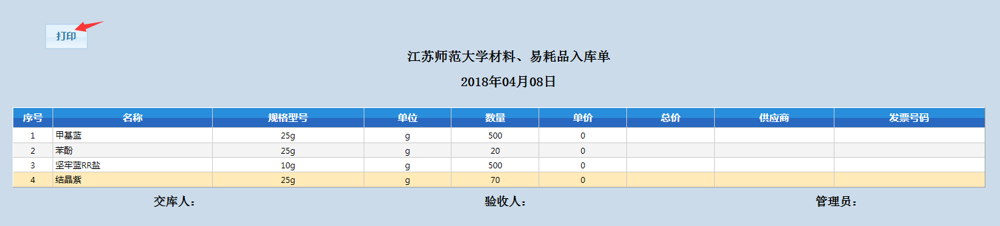 打印
江苏师范大学材料、易耗品入库单
2018年04月08日
序号 名称 规格型号 单位 数量 单价 总价 供应商 发票号码
1 甲基蓝 25g g 500 0
2 苯酚 25g g 20 0
3 坚牢蓝RR盐 10g g 500 0
4 结晶紫 25g g 70 0
交库人： 验收人： 管理员：